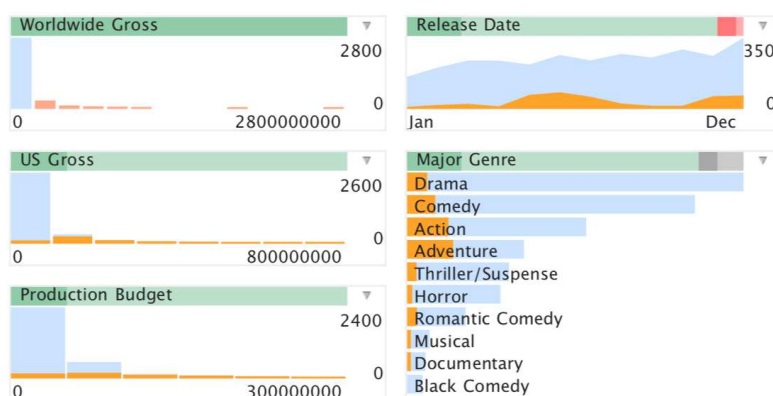 Worldwide Gross
2800
0
0 2800000000
US Gross
2600
0
0 800000000
Production Budget
2400
0
0 300000000
Release Date
350
0
Jan Dec
Major Genre
Drama
Comedy
Action
Adventure
Thriller/Suspense
Horror
Romantic Comedy
Musical
Documentary
Black Comedy